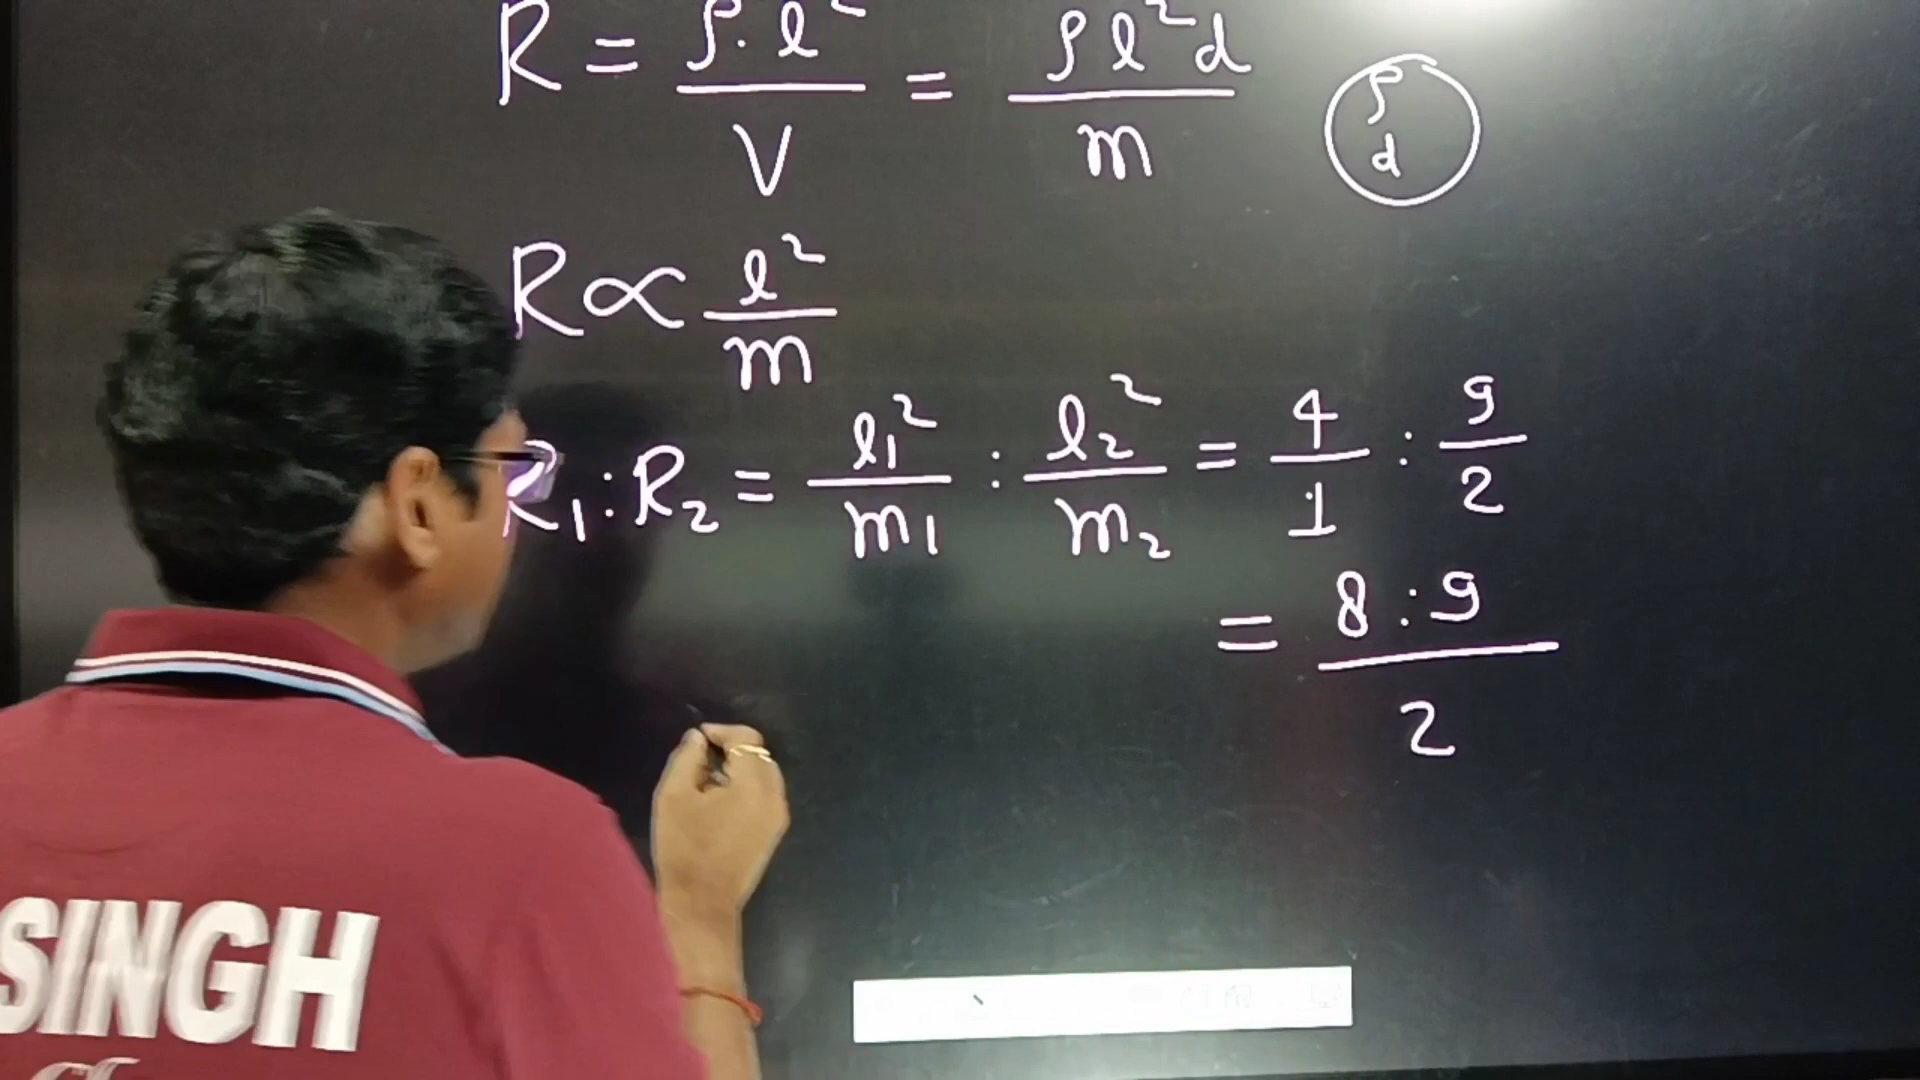 R = ρ.l² / V = ρl²d / m
ρ
d
R ∝ l² / m
R₁ : R₂ = l₁² / m₁ : l₂² / m₂ = 4 / 1 : 9 / 2
= 8 : 9 / 2
SINGH